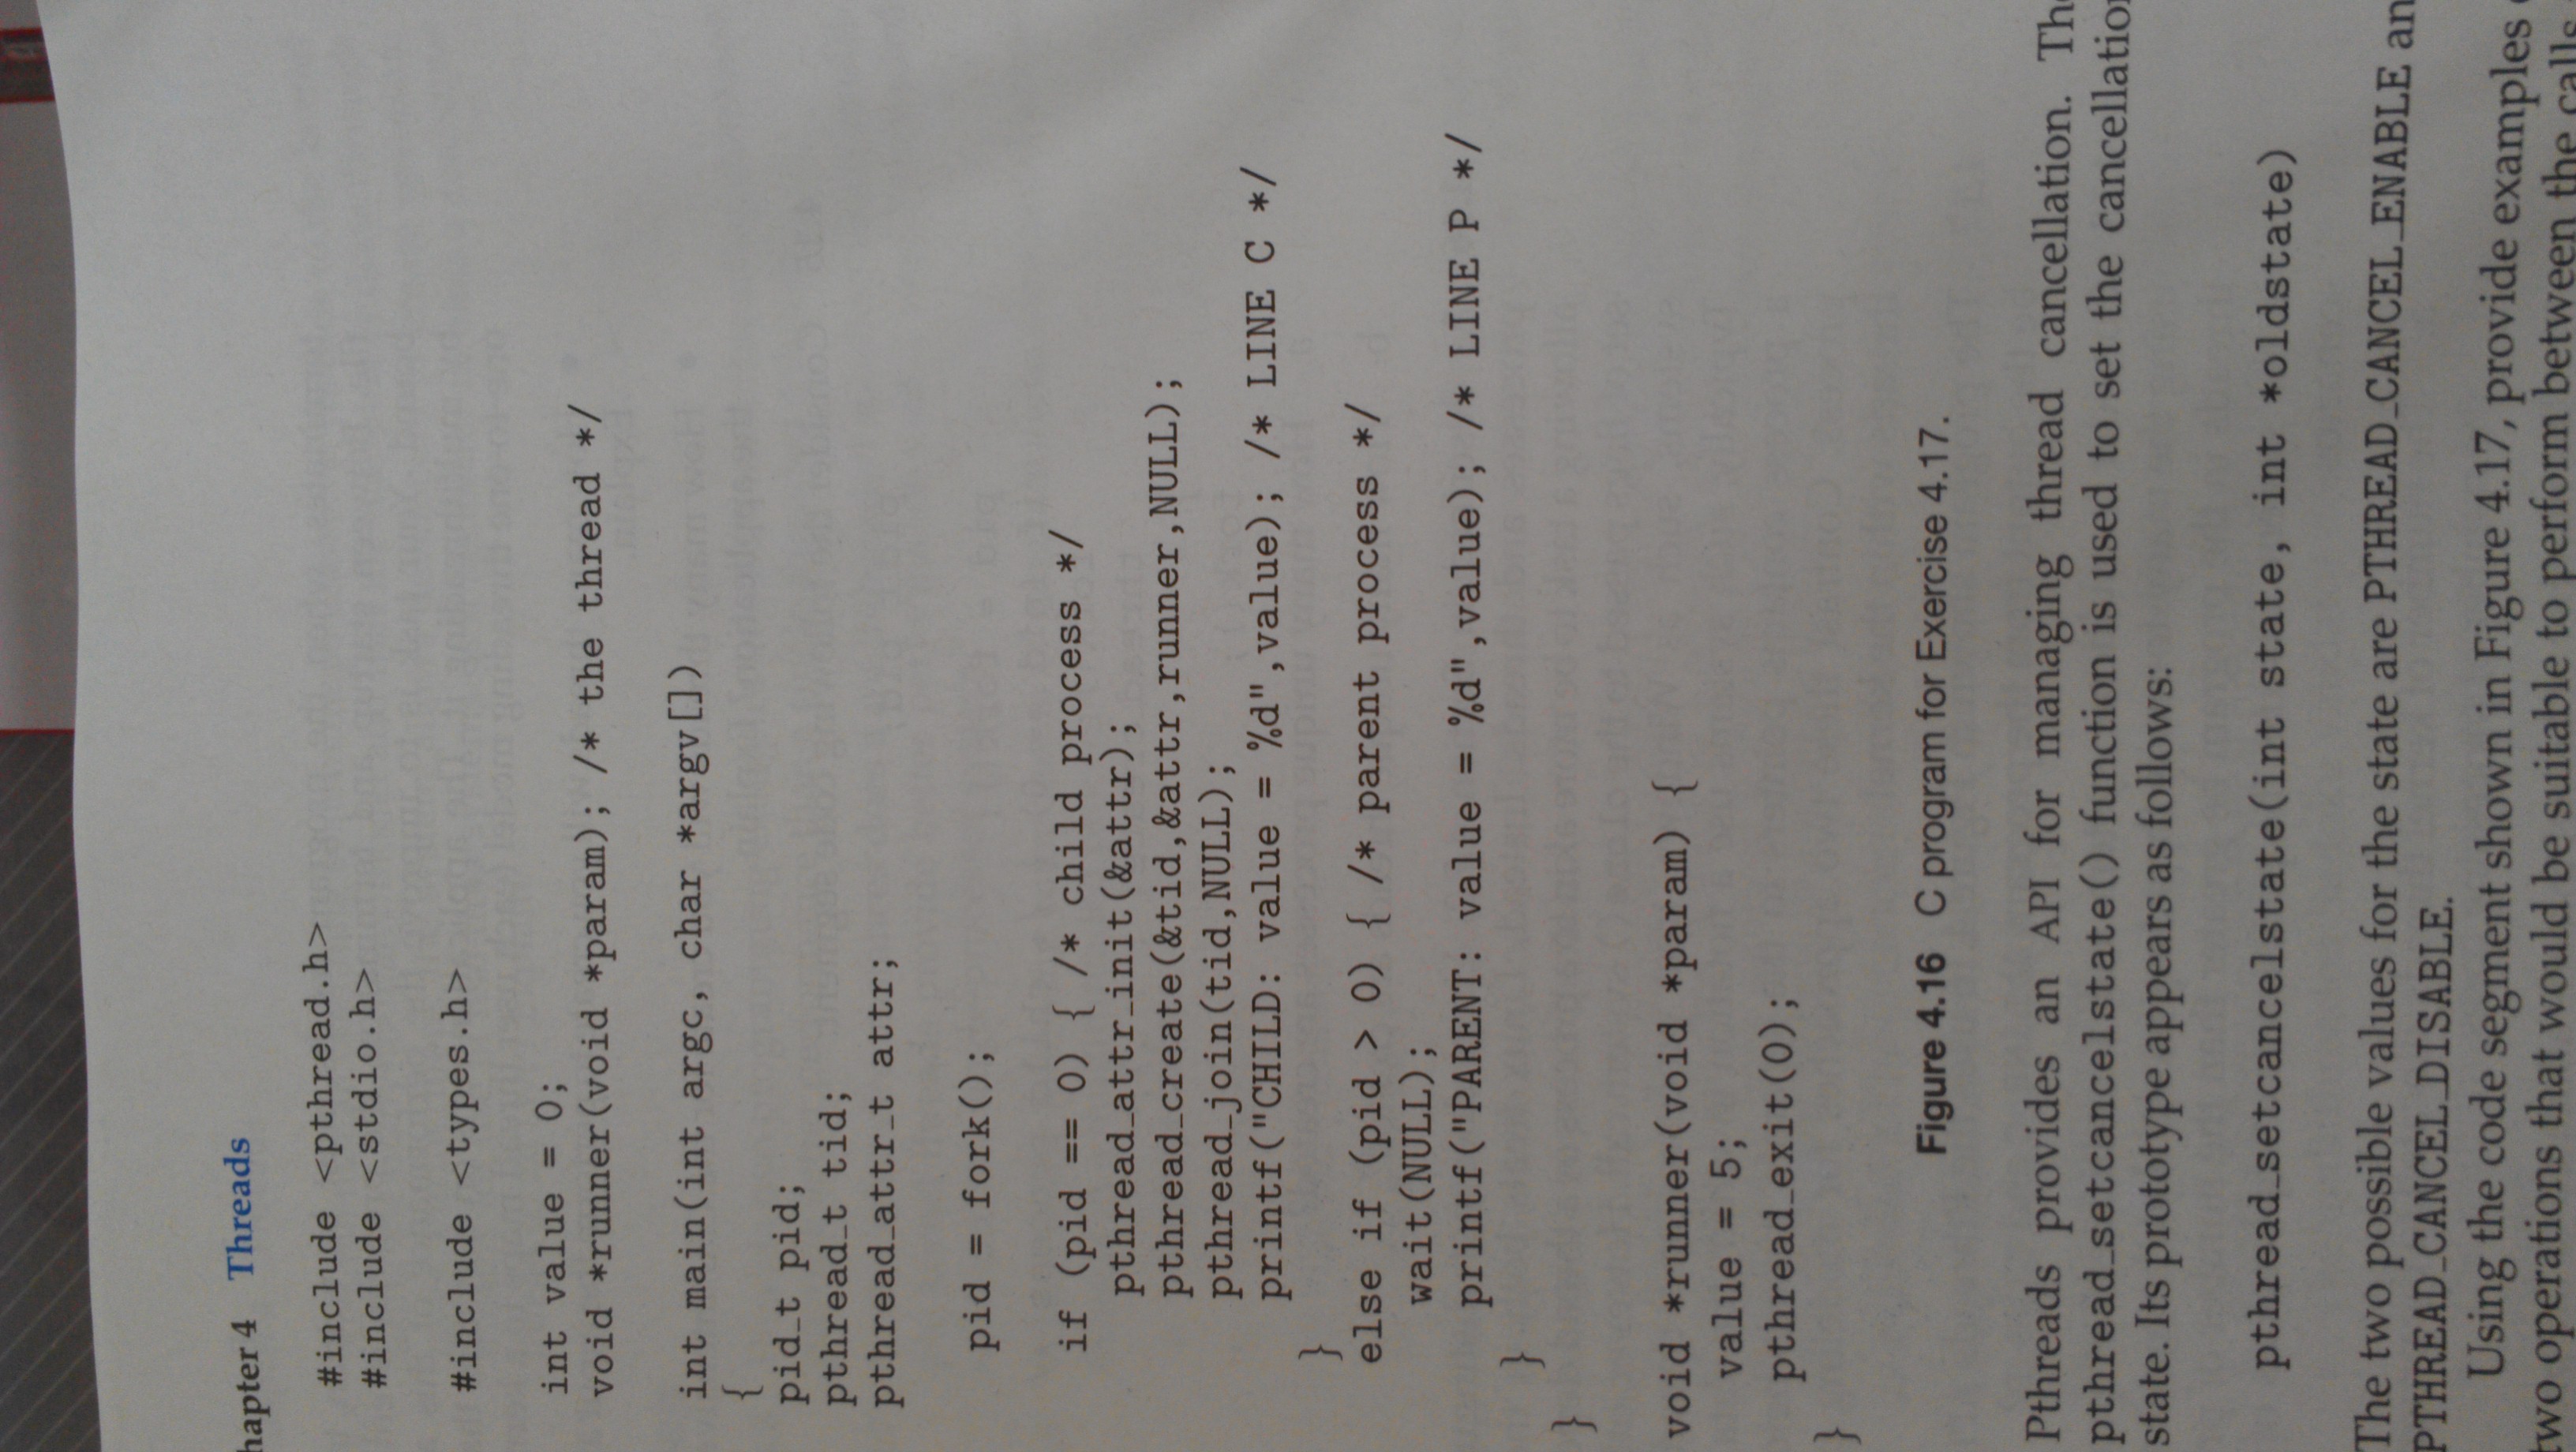 hapter 4 Threads
#include <pthread.h>
#include <stdio.h>
#include <types.h>
int value = 0;
void *runner(void *param); /* the thread */
int main(int argc, char *argv[])
{
pid_t pid;
pthread_t tid;
pthread_attr_t attr;
pid = fork();
if (pid == 0) { /* child process */
pthread_attr_init(&attr);
pthread_create(&tid,&attr,runner,NULL);
pthread_join(tid,NULL);
printf("CHILD: value = %d",value); /* LINE C */
}
else if (pid > 0) { /* parent process */
wait(NULL);
printf("PARENT: value = %d",value); /* LINE P */
}
}
void *runner(void *param) {
value = 5;
pthread_exit(0);
}
Figure 4.16 C program for Exercise 4.17.
Pthreads provides an API for managing thread cancellation. Th
pthread_setcancelstate() function is used to set the cancellatio
state. Its prototype appears as follows:
pthread_setcancelstate(int state, int *oldstate)
The two possible values for the state are PTHREAD_CANCEL_ENABLE an
PTHREAD_CANCEL_DISABLE.
Using the code segment shown in Figure 4.17, provide examples
two operations that would be suitable to perform between the calls